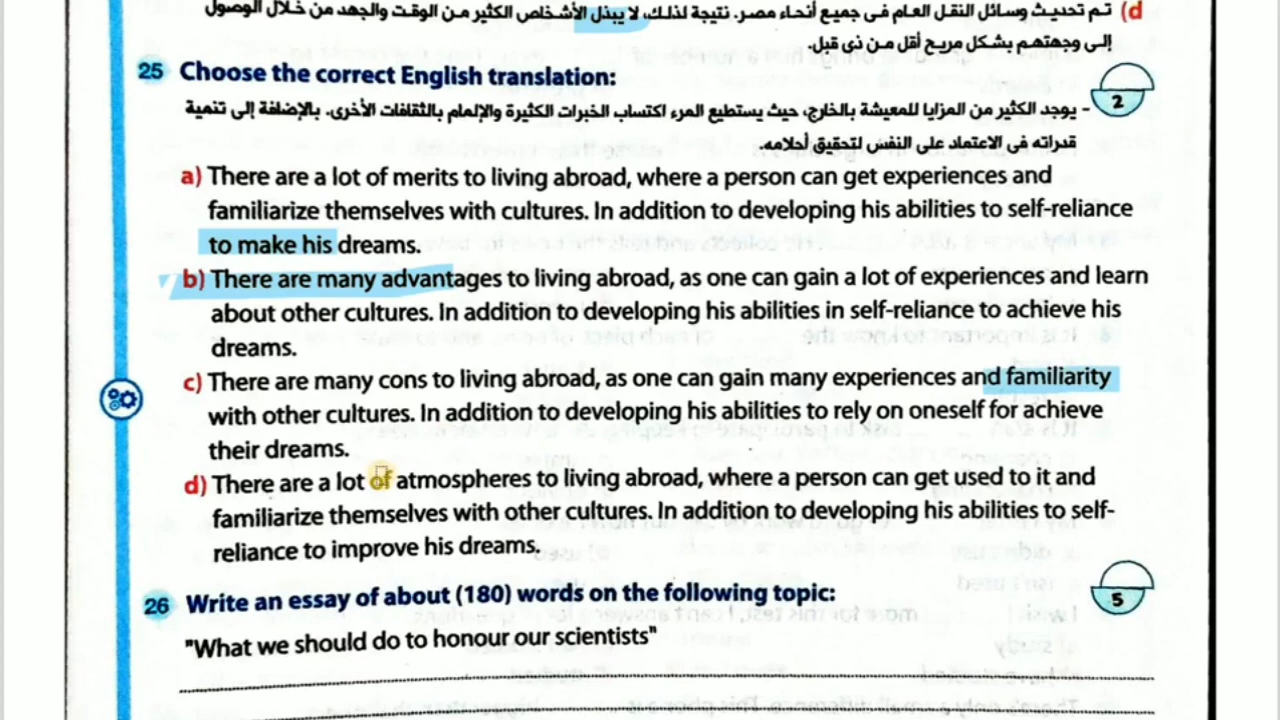 d) تم تحديث وسائل النقل العام فى جميع أنحاء مصر. نتيجة لذلك، لا يبذل الأشخاص الكثير من الوقت والجهد من خلال الوصول
إلى وجهتهم بشكل مريح أقل من ذى قبل.
25 Choose the correct English translation:
2
- يوجد الكثير من المزايا للمعيشة بالخارج، حيث يستطيع المرء اكتساب الخبرات الكثيرة والإلمام بالثقافات الأخرى. بالإضافة إلى تنمية
قدراته فى الاعتماد على النفس لتحقيق أحلامه.
a) There are a lot of merits to living abroad, where a person can get experiences and
familiarize themselves with cultures. In addition to developing his abilities to self-reliance
to make his dreams.
b) There are many advantages to living abroad, as one can gain a lot of experiences and learn
about other cultures. In addition to developing his abilities in self-reliance to achieve his
dreams.
c) There are many cons to living abroad, as one can gain many experiences and familiarity
with other cultures. In addition to developing his abilities to rely on oneself for achieve
their dreams.
d) There are a lot of atmospheres to living abroad, where a person can get used to it and
familiarize themselves with other cultures. In addition to developing his abilities to self-
reliance to improve his dreams.
26 Write an essay of about (180) words on the following topic:
5
"What we should do to honour our scientists"